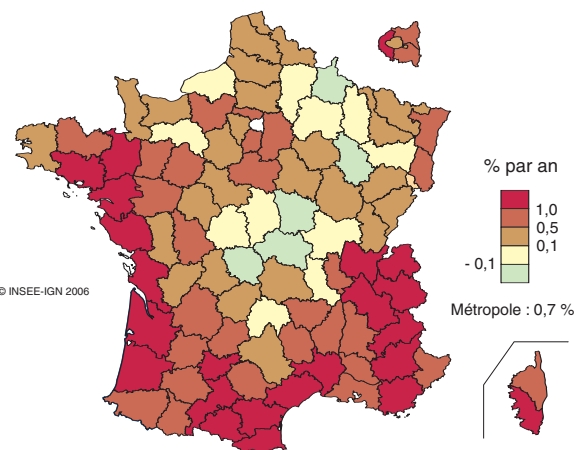 % par an
1,0
0,5
0,1
- 0,1
© INSEE-IGN 2006
Métropole : 0,7 %